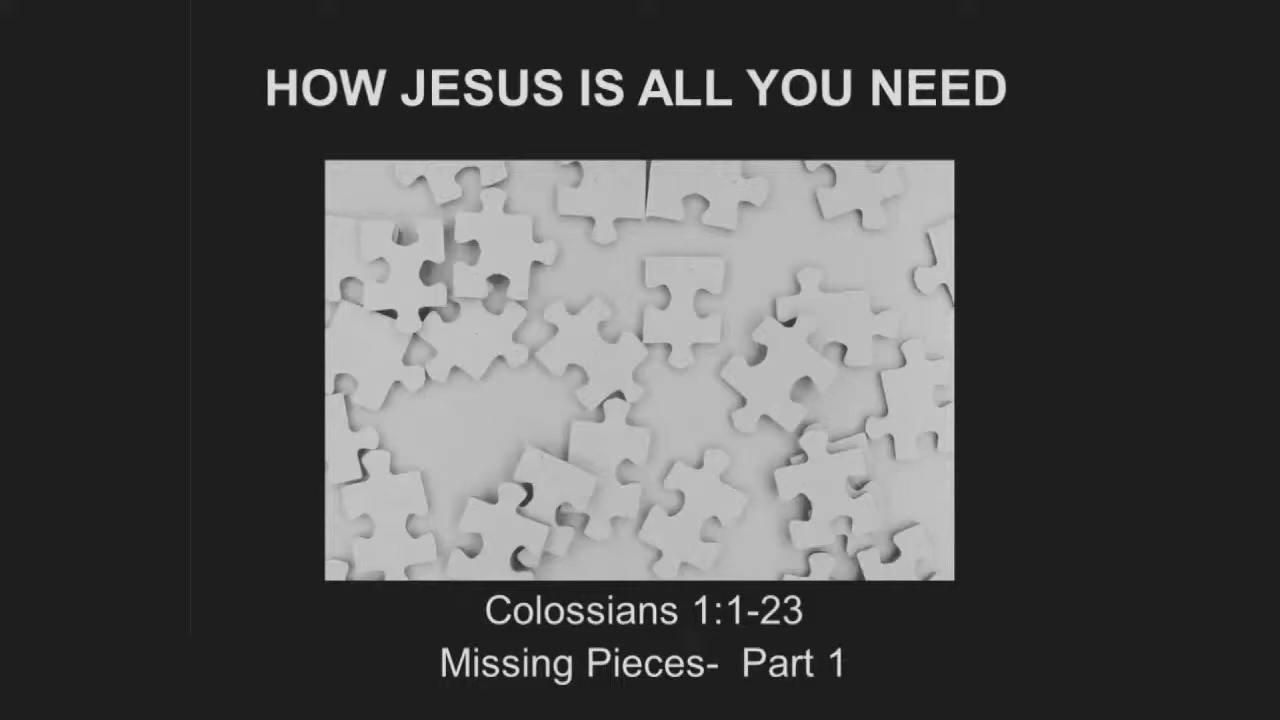 HOW JESUS IS ALL YOU NEED
Colossians 1:1-23
Missing Pieces-  Part 1